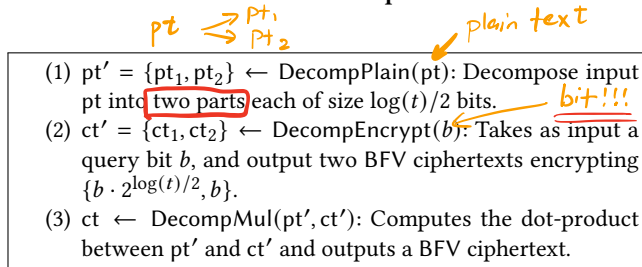 pt pt₁
pt₂
plain text
(1) pt′ = {pt₁, pt₂} ← DecompPlain(pt): Decompose input
pt into two parts each of size log(t)/2 bits.
bit!!!
(2) ct′ = {ct₁, ct₂} ← DecompEncrypt(b): Takes as input a
query bit b, and output two BFV ciphertexts encrypting
{b · 2^{log(t)/2}, b}.
(3) ct ← DecompMul(pt′, ct′): Computes the dot-product
between pt′ and ct′ and outputs a BFV ciphertext.